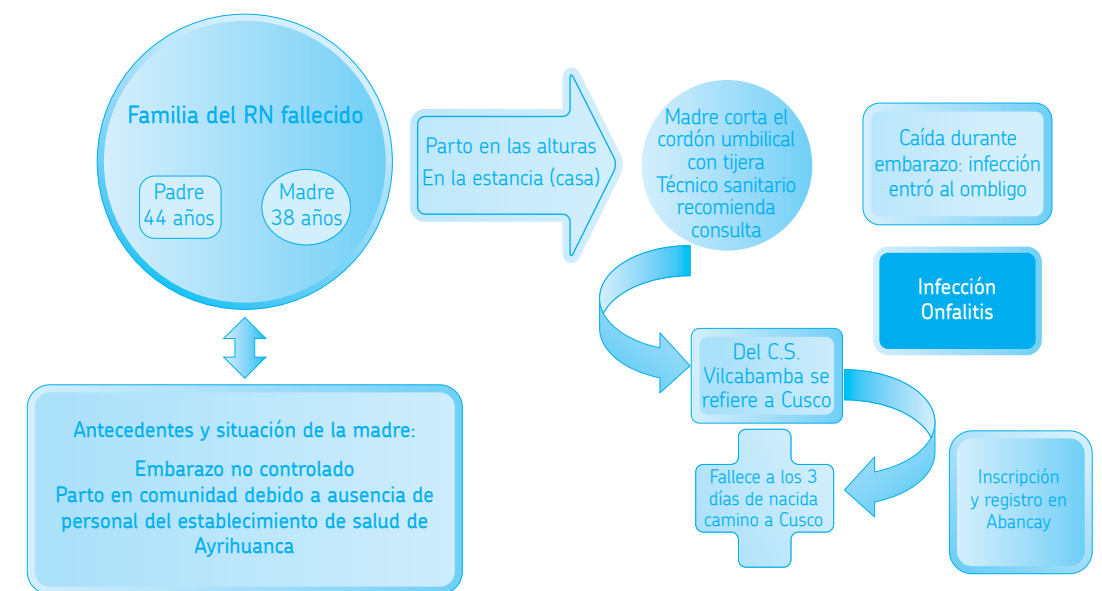 Familia del RN fallecido
Padre
44 años
Madre
38 años
Antecedentes y situación de la madre:
Embarazo no controlado
Parto en comunidad debido a ausencia de
personal del establecimiento de salud de
Ayrihuanca
Parto en las alturas
En la estancia (casa)
Madre corta el
cordón umbilical
con tijera
Técnico sanitario
recomienda
consulta
Caída durante
embarazo: infección
entró al ombligo
Infección
Onfalitis
Del C.S.
Vilcabamba se
refiere a Cusco
Fallece a los 3
días de nacida
camino a Cusco
Inscripción
y registro en
Abancay